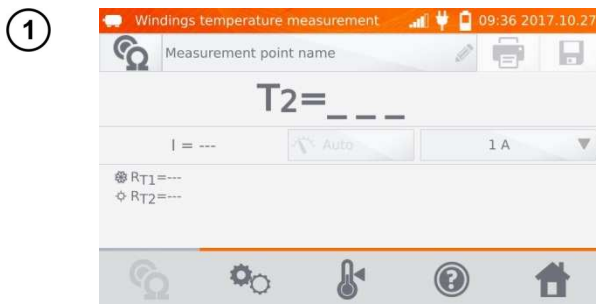 1
Windings temperature measurement 09:36 2017.10.27
Measurement point name
T2=_ _ _
I = --- Auto 1 A
RT1=---
RT2=---